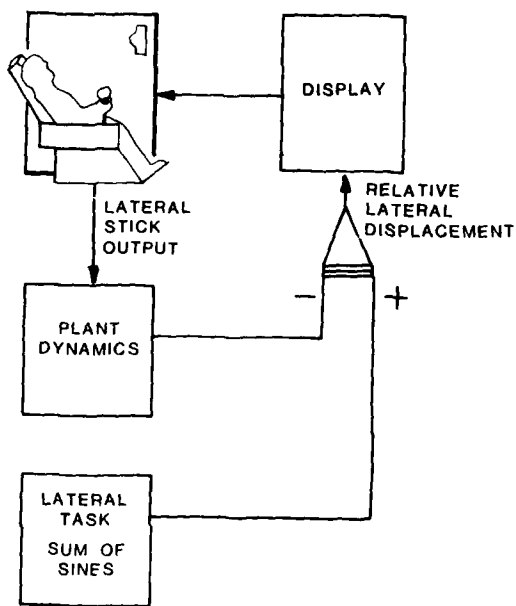 DISPLAY
RELATIVE
LATERAL
DISPLACEMENT
LATERAL
STICK
OUTPUT
− +
PLANT
DYNAMICS
LATERAL
TASK
SUM OF
SINES